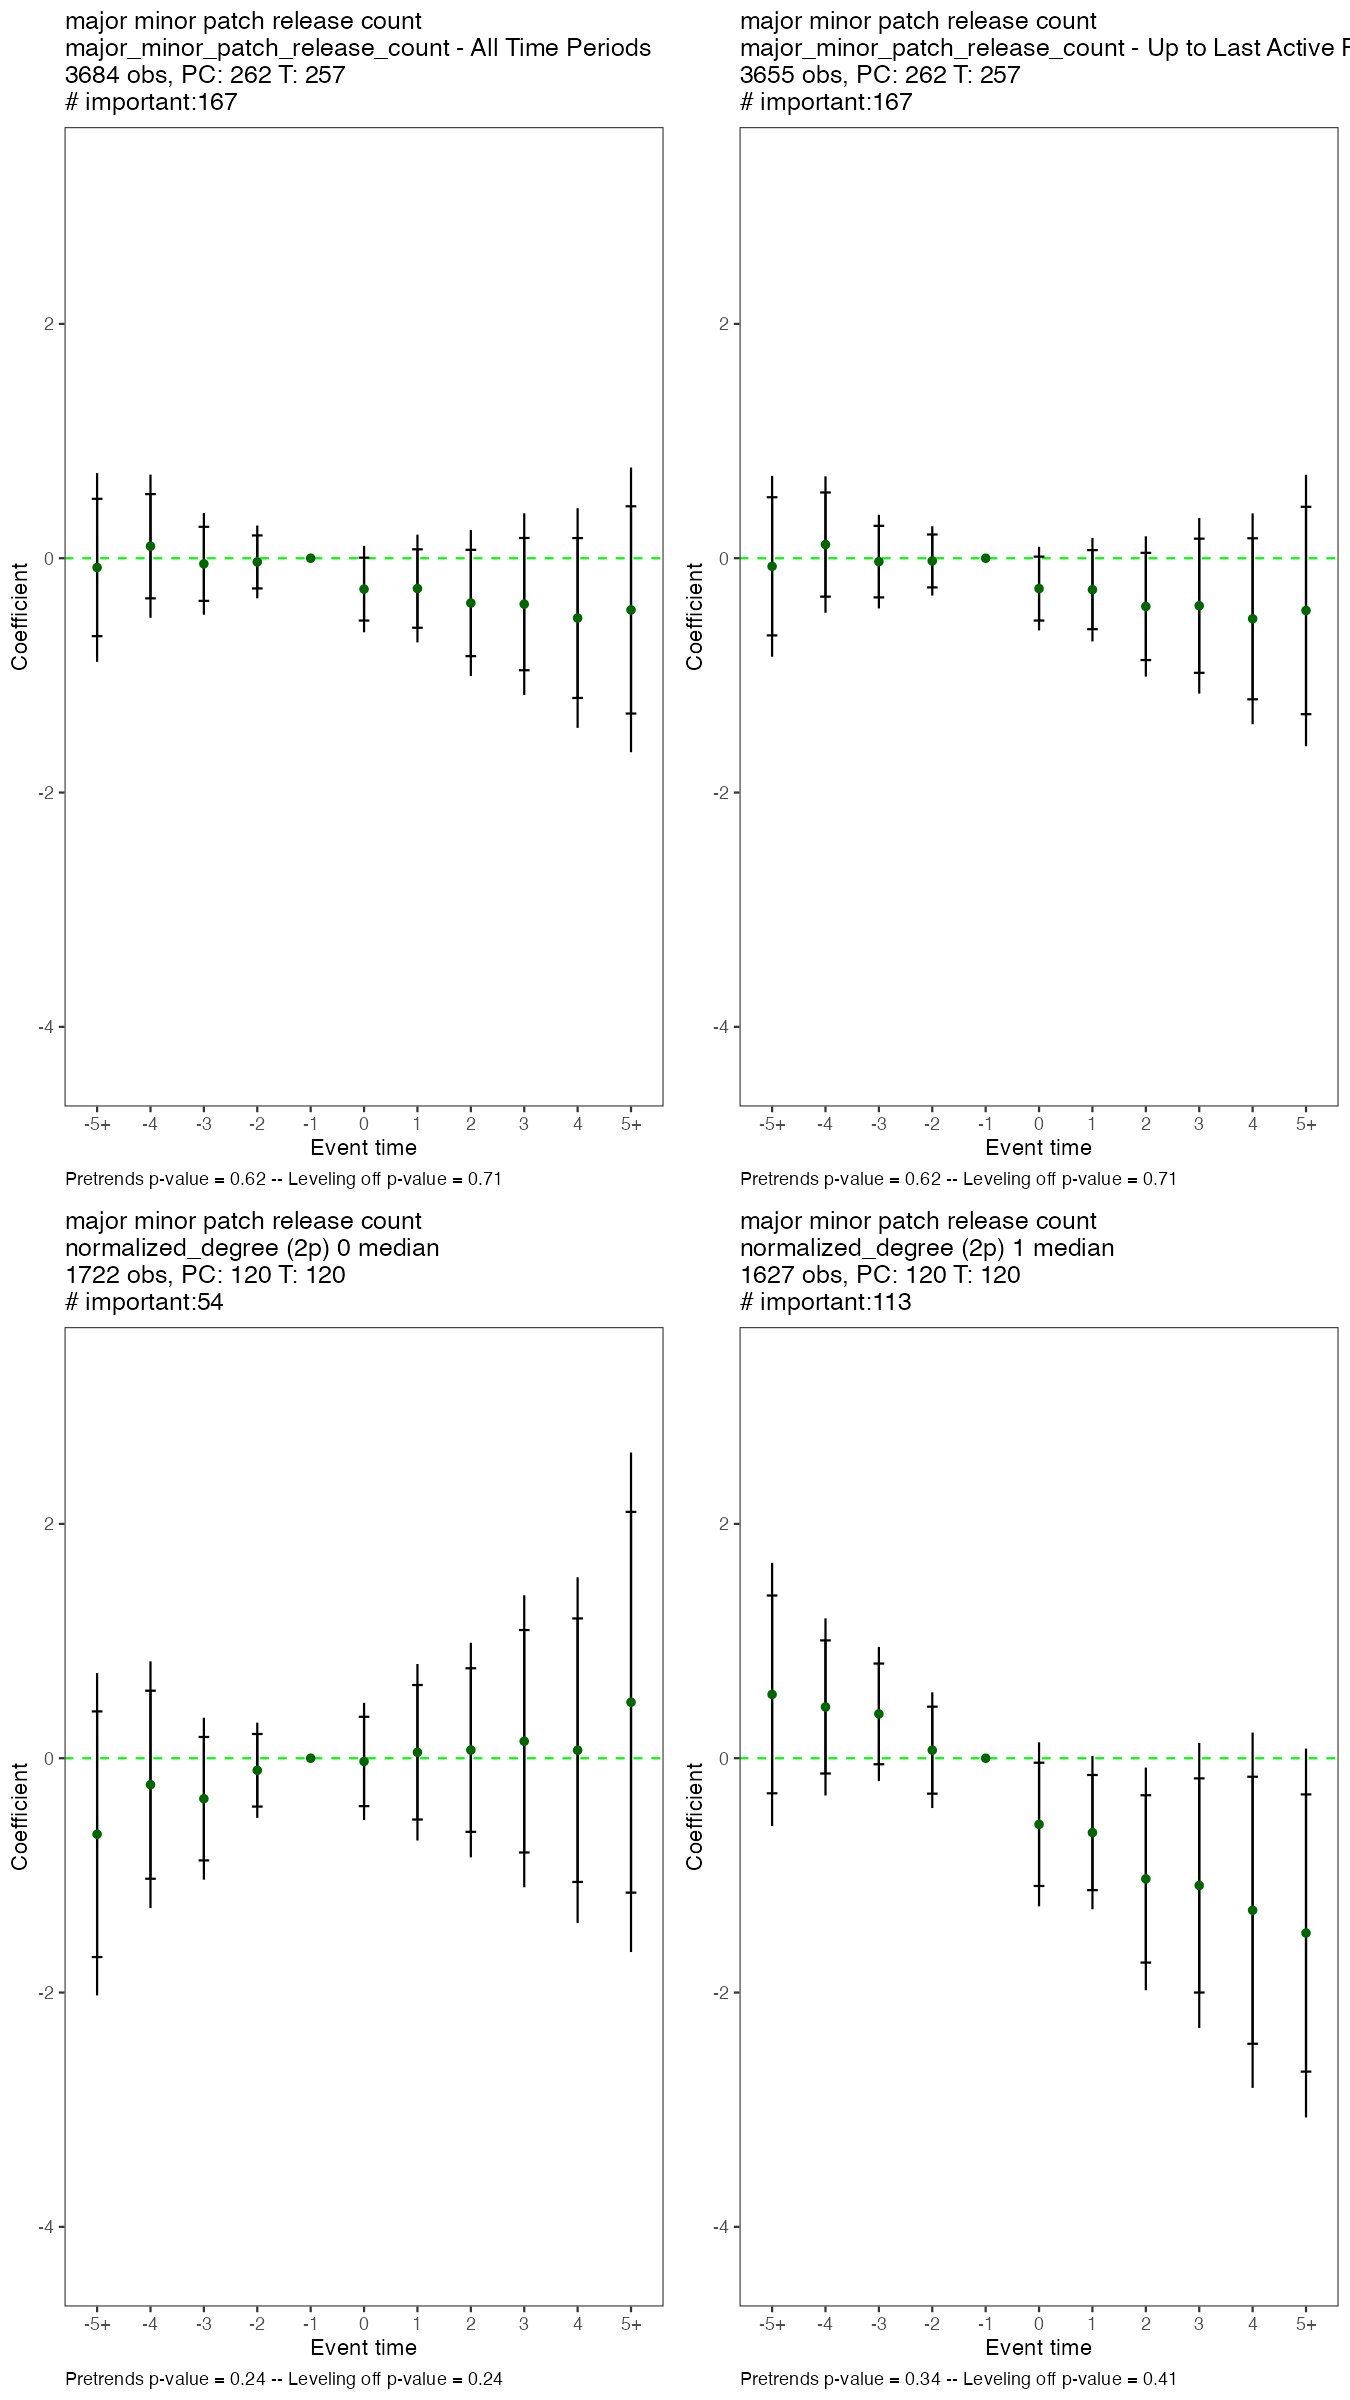 major minor patch release count
major_minor_patch_release_count - All Time Periods
3684 obs, PC: 262 T: 257
# important:167
2
0
-2
-4
Coefficient
-5+ -4 -3 -2 -1 0 1 2 3 4 5+
Event time
Pretrends p-value = 0.62 -- Leveling off p-value = 0.71
major minor patch release count
major_minor_patch_release_count - Up to Last Active
3655 obs, PC: 262 T: 257
# important:167
2
0
-2
-4
Coefficient
-5+ -4 -3 -2 -1 0 1 2 3 4 5+
Event time
Pretrends p-value = 0.62 -- Leveling off p-value = 0.71
major minor patch release count
normalized_degree (2p) 0 median
1722 obs, PC: 120 T: 120
# important:54
2
0
-2
-4
Coefficient
-5+ -4 -3 -2 -1 0 1 2 3 4 5+
Event time
Pretrends p-value = 0.24 -- Leveling off p-value = 0.24
major minor patch release count
normalized_degree (2p) 1 median
1627 obs, PC: 120 T: 120
# important:113
2
0
-2
-4
Coefficient
-5+ -4 -3 -2 -1 0 1 2 3 4 5+
Event time
Pretrends p-value = 0.34 -- Leveling off p-value = 0.41